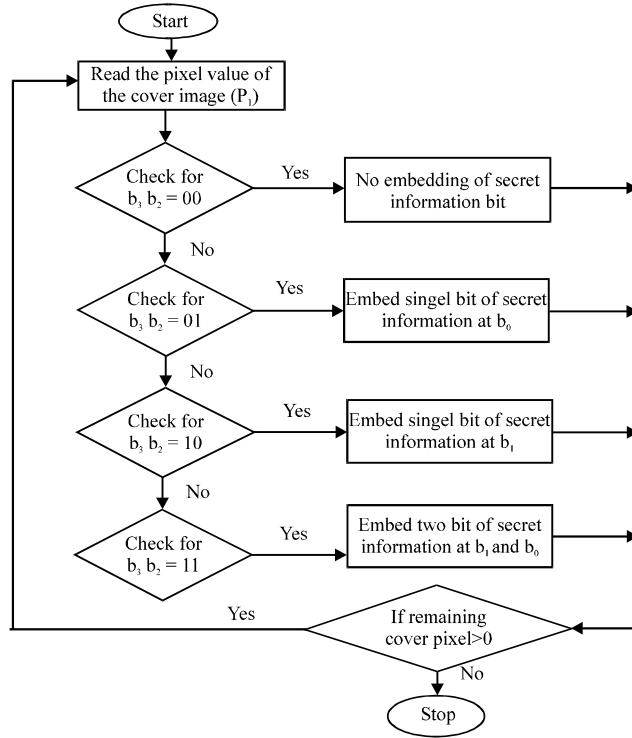 Start
Read the pixel value of
the cover image (P₁)
Check for
b₃ b₂ = 00
Yes
No embedding of secret
information bit
No
Check for
b₃ b₂ = 01
Yes
Embed singel bit of secret
information at b₀
No
Check for
b₃ b₂ = 10
Yes
Embed singel bit of secret
information at b₁
No
Check for
b₃ b₂ = 11
Yes
Embed two bit of secret
information at b₁ and b₀
Yes
If remaining
cover pixel>0
No
Stop